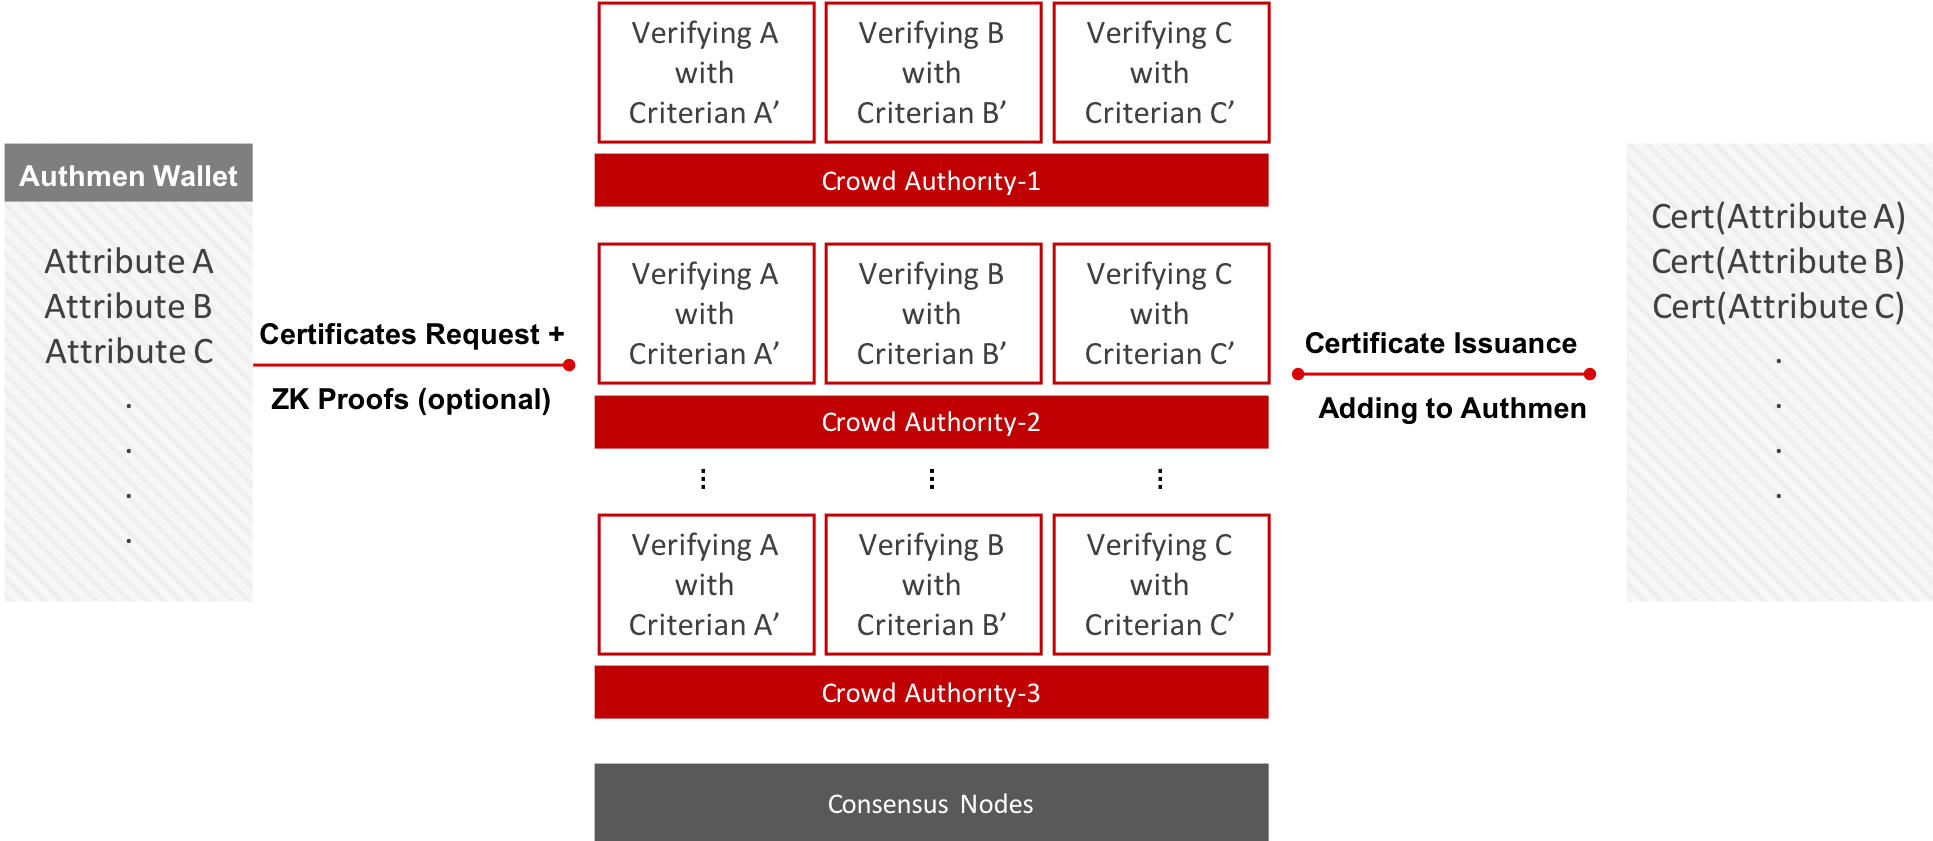 Authmen Wallet
Attribute A
Attribute B
Attribute C
.
.
.
.
Certificates Request +
ZK Proofs (optional)
Verifying A
with
Criterian A’
Verifying B
with
Criterian B’
Verifying C
with
Criterian C’
Crowd Authority-1
Verifying A
with
Criterian A’
Verifying B
with
Criterian B’
Verifying C
with
Criterian C’
Crowd Authority-2
⋮ ⋮ ⋮
Verifying A
with
Criterian A’
Verifying B
with
Criterian B’
Verifying C
with
Criterian C’
Crowd Authority-3
Consensus Nodes
Certificate Issuance
Adding to Authmen
Cert(Attribute A)
Cert(Attribute B)
Cert(Attribute C)
.
.
.
.